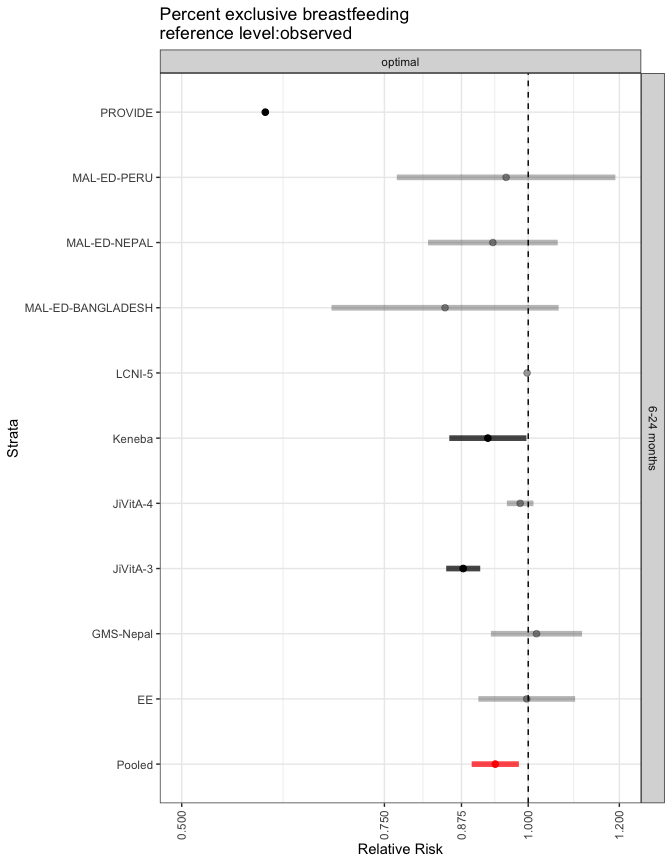 Percent exclusive breastfeeding
reference level:observed
optimal
PROVIDE
MAL-ED-PERU
MAL-ED-NEPAL
MAL-ED-BANGLADESH
LCNI-5
Keneba
JiVitA-4
JiVitA-3
GMS-Nepal
EE
Pooled
Strata
6-24 months
0.500
0.750
0.875
1.000
1.200
Relative Risk